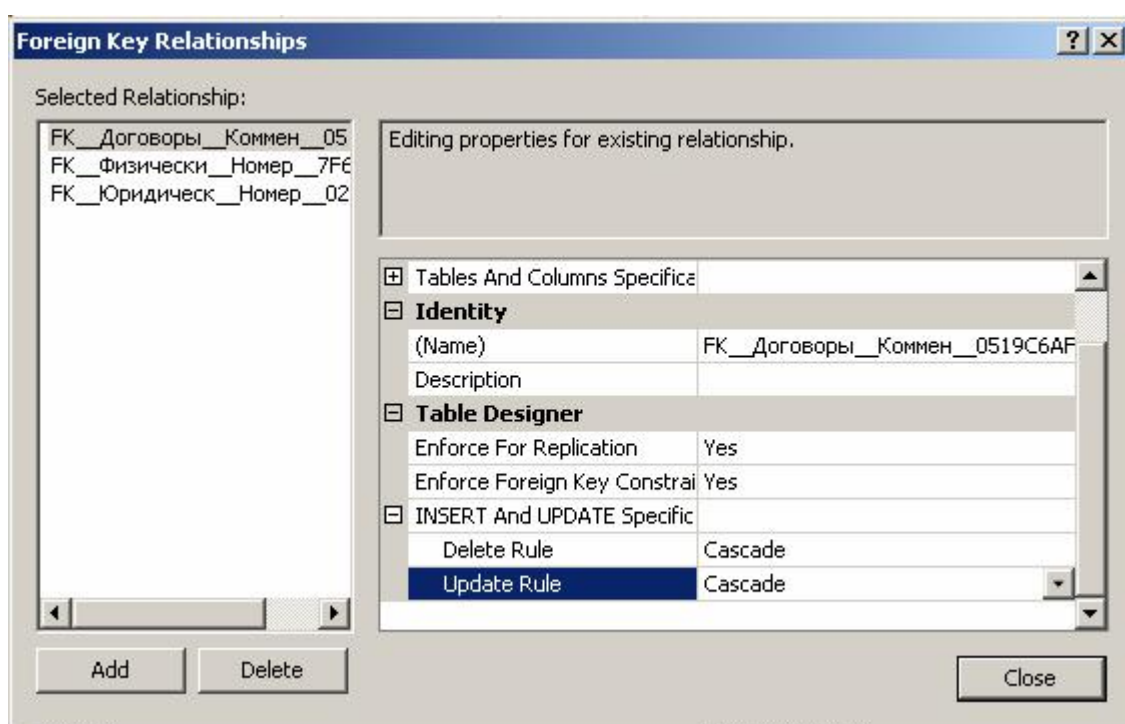 Foreign Key Relationships
Selected Relationship:
FK__Договоры__Коммен__05
FK__Физически__Номер__7F6
FK__Юридическ__Номер__02
Editing properties for existing relationship.
Tables And Columns Specifica
Identity
(Name) FK__Договоры__Коммен__0519C6AF
Description
Table Designer
Enforce For Replication Yes
Enforce Foreign Key Constrai Yes
INSERT And UPDATE Specific
Delete Rule Cascade
Update Rule Cascade
Add Delete Close